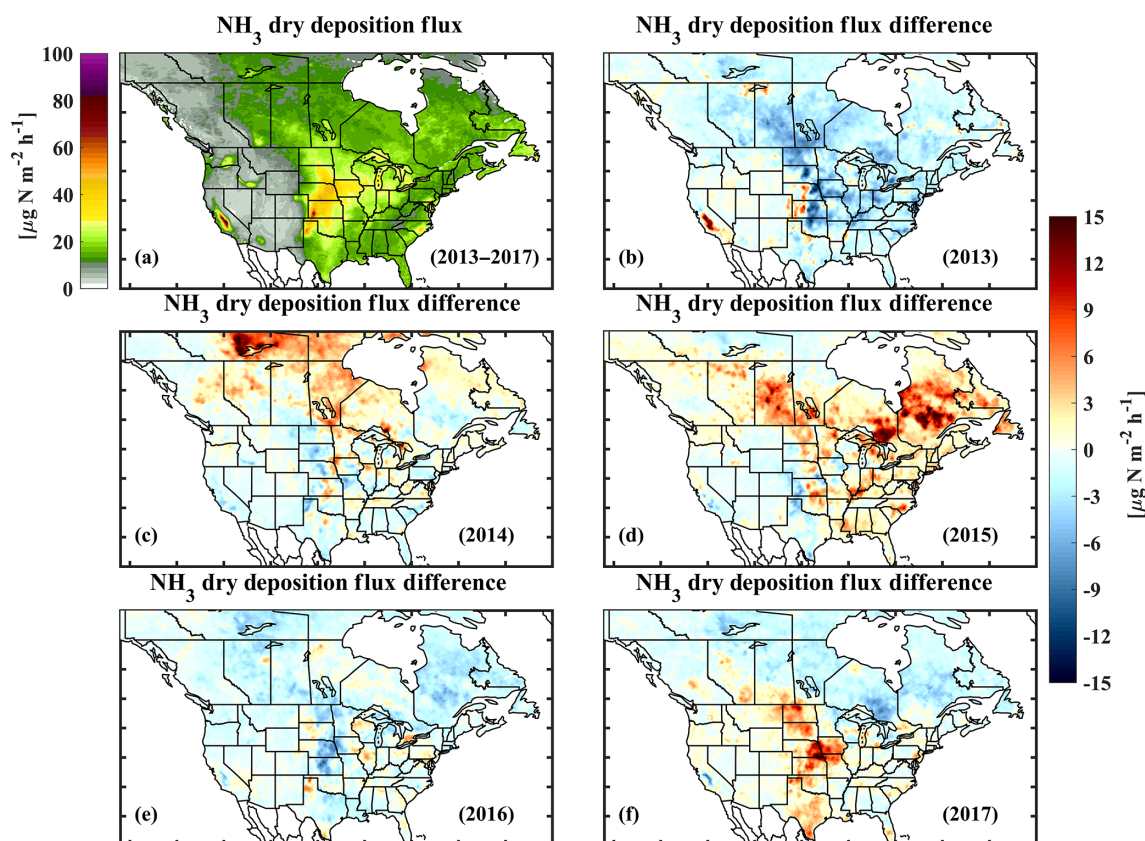 NH3 dry deposition flux
NH3 dry deposition flux difference
100
80
60
40
20
0
[µg N m-2 h-1]
(a)
(2013–2017)
(b)
(2013)
NH3 dry deposition flux difference
NH3 dry deposition flux difference
(c)
(2014)
(d)
(2015)
15
12
9
6
3
0
-3
-6
-9
-12
-15
[µg N m-2 h-1]
NH3 dry deposition flux difference
NH3 dry deposition flux difference
(e)
(2016)
(f)
(2017)